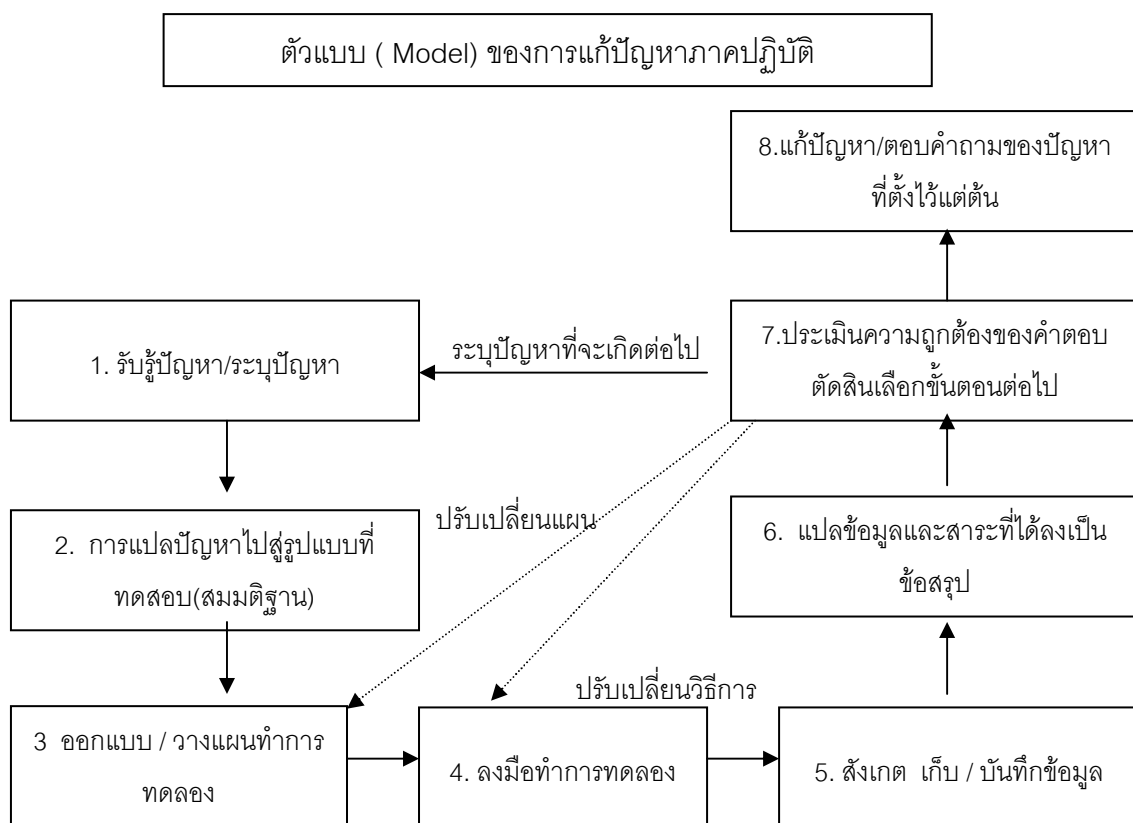 ตัวแบบ ( Model) ของการแก้ปัญหาภาคปฏิบัติ
8.แก้ปัญหา/ตอบคำถามของปัญหา
ที่ตั้งไว้แต่ต้น
1. รับรู้ปัญหา/ระบุปัญหา
ระบุปัญหาที่จะเกิดต่อไป
7.ประเมินความถูกต้องของคำตอบ
ตัดสินเลือกขั้นตอนต่อไป
2. การแปลปัญหาไปสู่รูปแบบที่
ทดสอบ(สมมติฐาน)
ปรับเปลี่ยนแผน
6. แปลข้อมูลและสาระที่ได้ลงเป็น
ข้อสรุป
ปรับเปลี่ยนวิธีการ
3 ออกแบบ / วางแผนทำการ
ทดลอง
4. ลงมือทำการทดลอง
5. สังเกต เก็บ / บันทึกข้อมูล